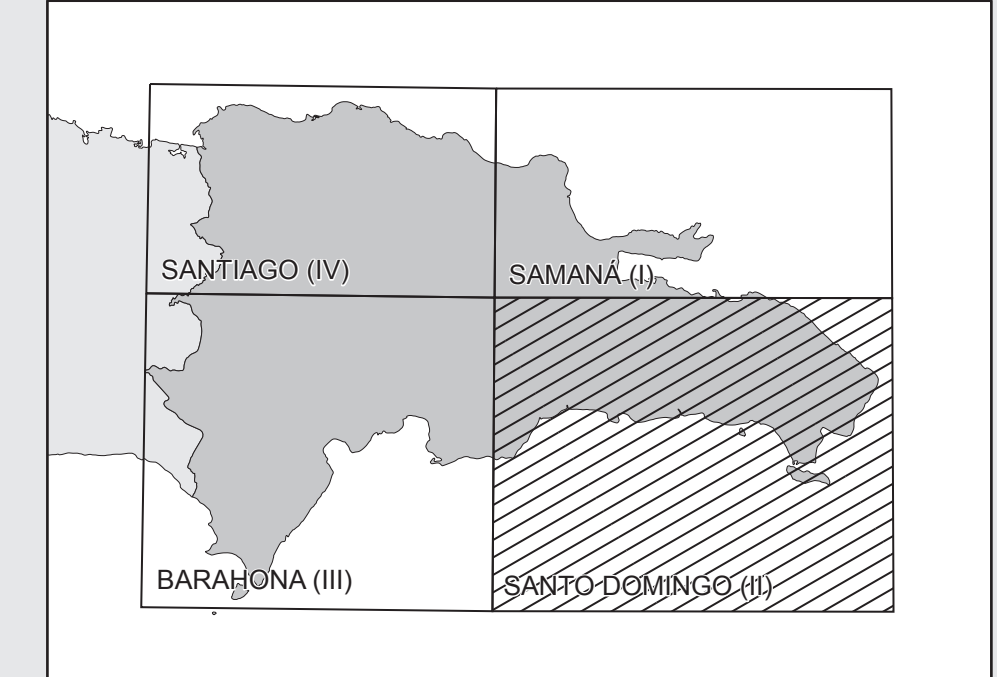 SANTIAGO (IV)
SAMANÁ (I)
BARAHONA (III)
SANTO DOMINGO (II)